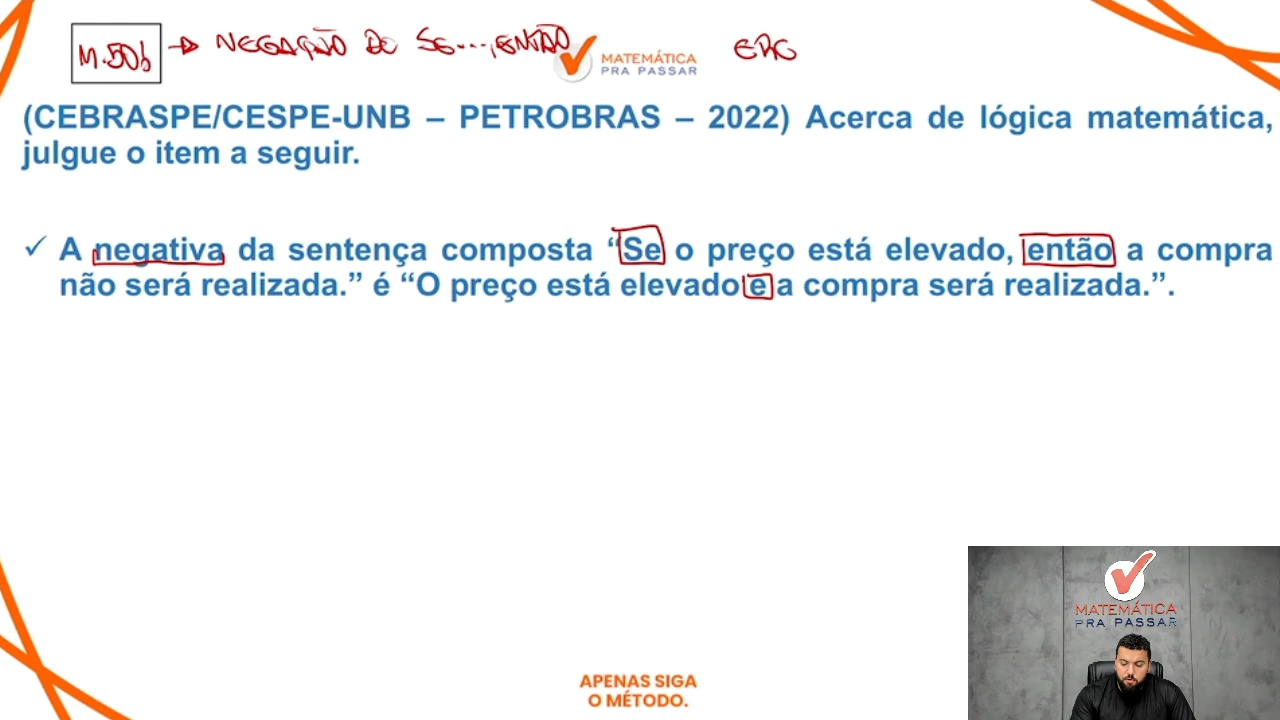 M.50b → NEGAÇÃO DO SE...,ENTÃO
MATEMÁTICA
PRA PASSAR
(CEBRASPE/CESPE-UNB – PETROBRAS – 2022) Acerca de lógica matemática,
julgue o item a seguir.
✓ A negativa da sentença composta “Se o preço está elevado, então a compra
não será realizada.” é “O preço está elevado e a compra será realizada.”.
MATEMÁTICA
PRA PASSAR
APENAS SIGA
O MÉTODO.